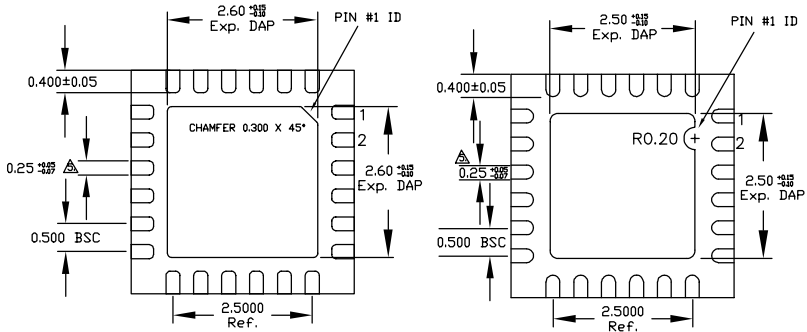 2.60 +0.15 -0.10
Exp. DAP
PIN #1 ID
0.400±0.05
CHAMFER 0.300 X 45°
1
2
0.25 +0.05 -0.07
5
2.60 +0.15 -0.10
Exp. DAP
0.500 BSC
2.5000
Ref.
2.50 +0.15 -0.10
Exp. DAP
PIN #1 ID
0.400±0.05
1
R0.20
2
5
0.25 +0.05 -0.07
2.50 +0.15 -0.10
Exp. DAP
0.500 BSC
2.5000
Ref.